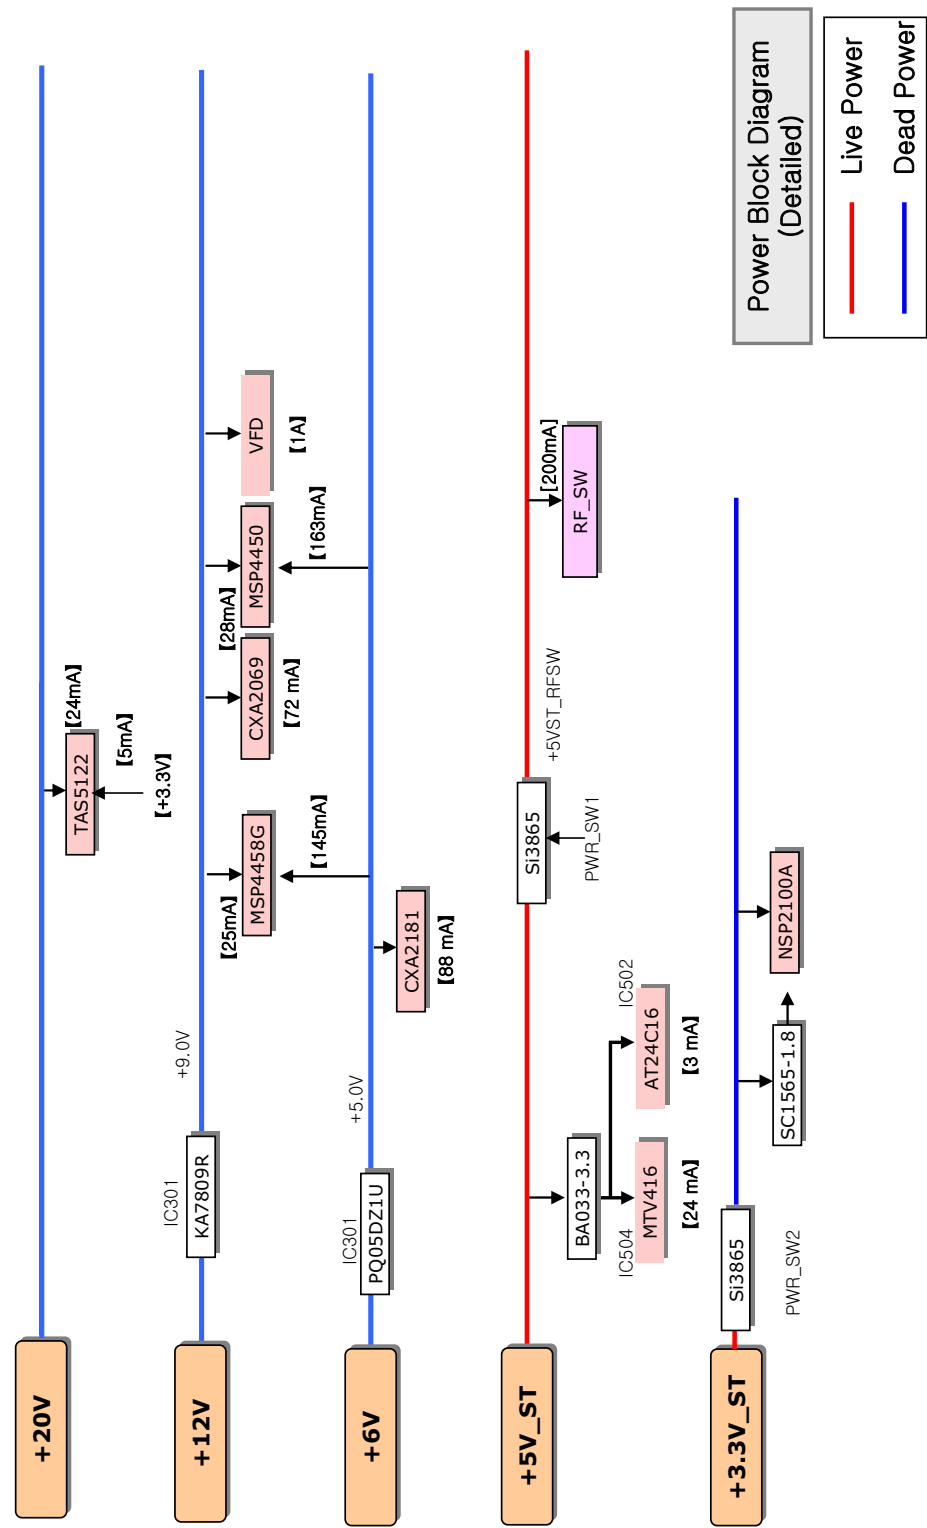 +20V
TAS5122
【24mA】
【5mA】
【+3.3V】
+12V
IC301
KA7809R
+9.0V
【25mA】
MSP4458G
CXA2069
【72 mA】
【28mA】
MSP4450
VFD
【1A】
+6V
IC301
PQ05DZ1U
+5.0V
CXA2181
【88 mA】
【145mA】
【163mA】
+5V_ST
BA033-3.3
IC504
MTV416
【24 mA】
IC502
AT24C16
【3 mA】
Si3865
PWR_SW1
+5VST_RFSW
【200mA】
RF_SW
+3.3V_ST
Si3865
PWR_SW2
SC1565-1.8
NSP2100A
Power Block Diagram
(Detailed)
Live Power
Dead Power